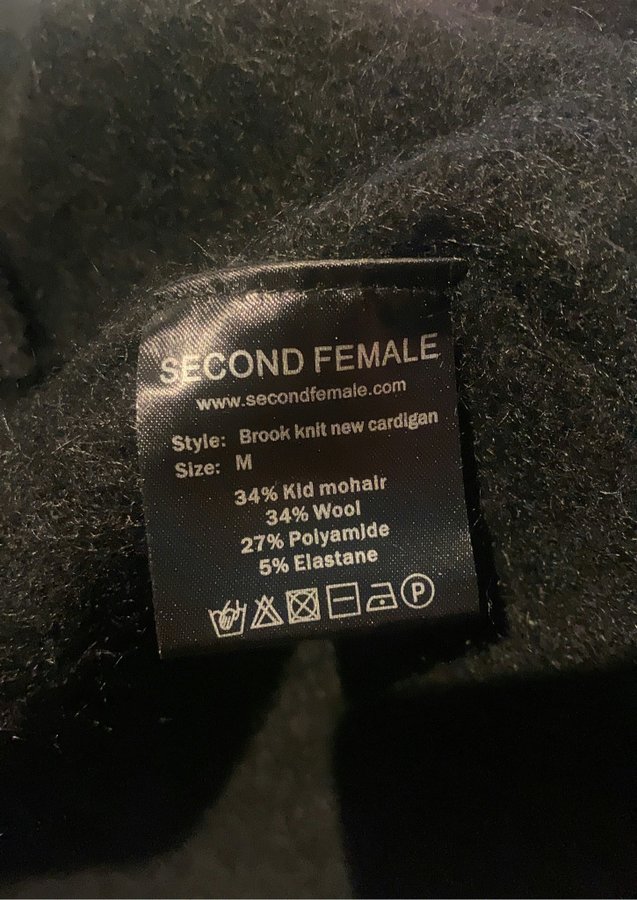 SECOND FEMALE
www.secondfemale.com
Style: Brook knit new cardigan
Size: M
34% Kid mohair
34% Wool
27% Polyamide
5% Elastane
P